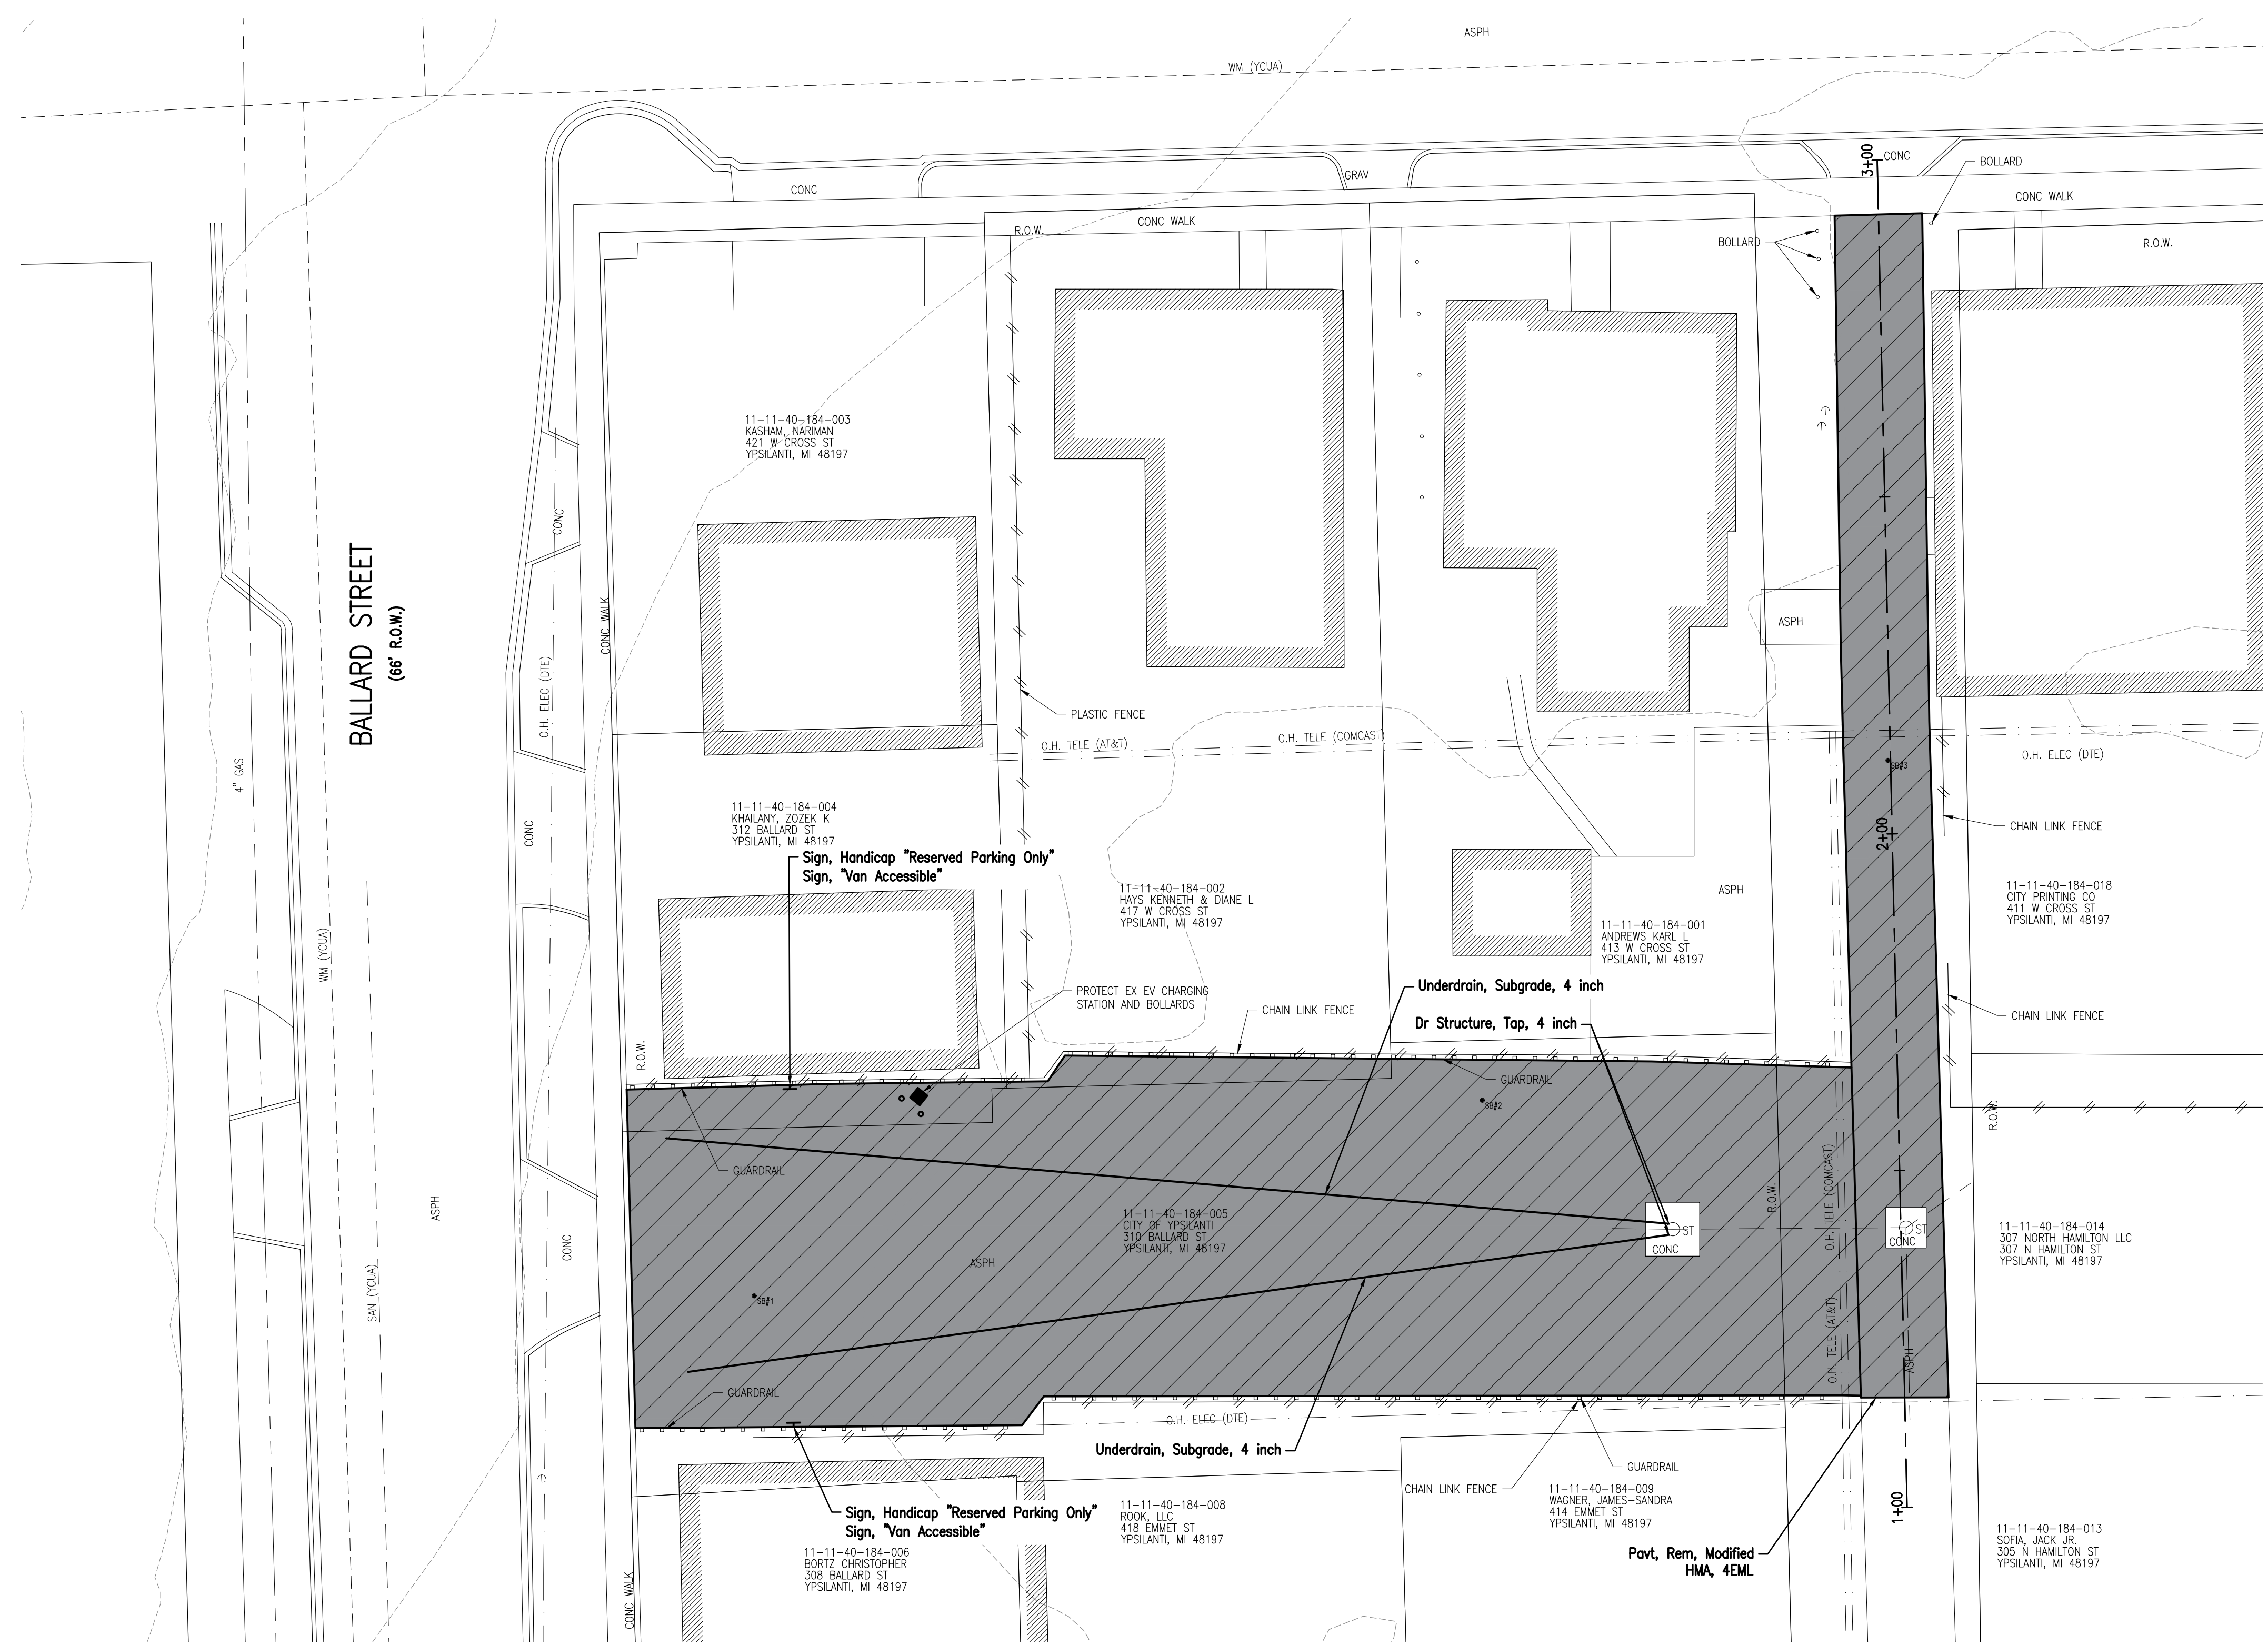 ASPH
WM (YCUA)
3+00
CONC
BOLLARD
CONC
GRAV
CONC WALK
CONC WALK
R.O.W.
BOLLARD
R.O.W.
11-11-40-184-003
KASHAM, NARIMAN
421 W CROSS ST
YPSILANTI, MI 48197
CONC
BALLARD STREET
(66' R.O.W.)
CONC WALK
ASPH
O.H. ELEC (DTE)
PLASTIC FENCE
O.H. TELE (AT&T)
O.H. TELE (COMCAST)
O.H. ELEC (DTE)
4" GAS
SB#3
11-11-40-184-004
KHAILANY, ZOZEK K
312 BALLARD ST
YPSILANTI, MI 48197
CONC
CHAIN LINK FENCE
2+00
Sign, Handicap "Reserved Parking Only"
Sign, "Van Accessible"
11-11-40-184-002
HAYS KENNETH & DIANE L
417 W CROSS ST
YPSILANTI, MI 48197
ASPH
11-11-40-184-018
CITY PRINTING CO
411 W CROSS ST
YPSILANTI, MI 48197
11-11-40-184-001
ANDREWS KARL L
413 W CROSS ST
YPSILANTI, MI 48197
WM (YCUA)
PROTECT EX EV CHARGING
STATION AND BOLLARDS
Underdrain, Subgrade, 4 inch
CHAIN LINK FENCE
Dr Structure, Tap, 4 inch
CHAIN LINK FENCE
R.O.W.
GUARDRAIL
SB#2
R.O.W.
GUARDRAIL
R.O.W.
O.H. TELE (COMCAST)
ASPH
11-11-40-184-005
CITY OF YPSILANTI
310 BALLARD ST
YPSILANTI, MI 48197
ST
CONC
ST
CONC
11-11-40-184-014
307 NORTH HAMILTON LLC
307 N HAMILTON ST
YPSILANTI, MI 48197
CONC
ASPH
SAN (YCUA)
SB#1
O.H. TELE (AT&T)
ASPH
GUARDRAIL
O.H. ELEC (DTE)
Underdrain, Subgrade, 4 inch
GUARDRAIL
CHAIN LINK FENCE
11-11-40-184-009
WAGNER, JAMES-SANDRA
414 EMMET ST
YPSILANTI, MI 48197
1+00
Sign, Handicap "Reserved Parking Only"
Sign, "Van Accessible"
11-11-40-184-008
ROOK, LLC
418 EMMET ST
YPSILANTI, MI 48197
11-11-40-184-006
BORTZ CHRISTOPHER
308 BALLARD ST
YPSILANTI, MI 48197
Pavt, Rem, Modified
HMA, 4EML
11-11-40-184-013
SOFIA, JACK JR.
305 N HAMILTON ST
YPSILANTI, MI 48197
CONC WALK